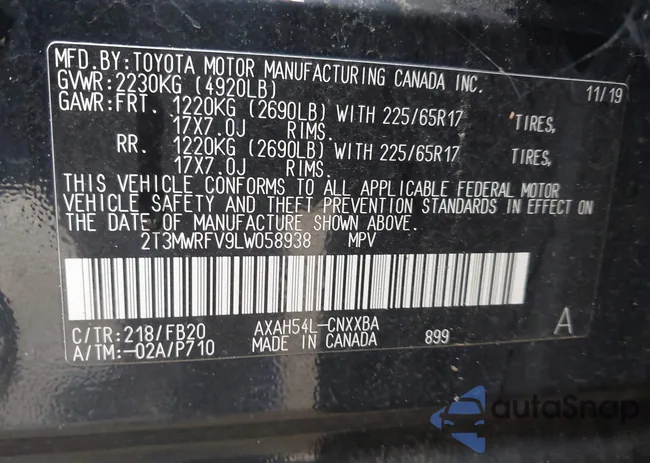 MFD.BY:TOYOTA MOTOR MANUFACTURING CANADA INC.
GVWR:2230KG (4920LB) 11/19
GAWR:FRT. 1220KG (2690LB) WITH 225/65R17 TIRES,
17X7.0J RIMS.
RR. 1220KG (2690LB) WITH 225/65R17 TIRES,
17X7.0J RIMS.
THIS VEHICLE CONFORMS TO ALL APPLICABLE FEDERAL MOTOR
VEHICLE SAFETY AND THEFT PREVENTION STANDARDS IN EFFECT ON
THE DATE OF MANUFACTURE SHOWN ABOVE.
2T3MWRFV9LW058938 MPV
C/TR:218/FB20 AXAH54L-CNXXBA A
A/TM:-02A/P710 MADE IN CANADA 899
autoSnap